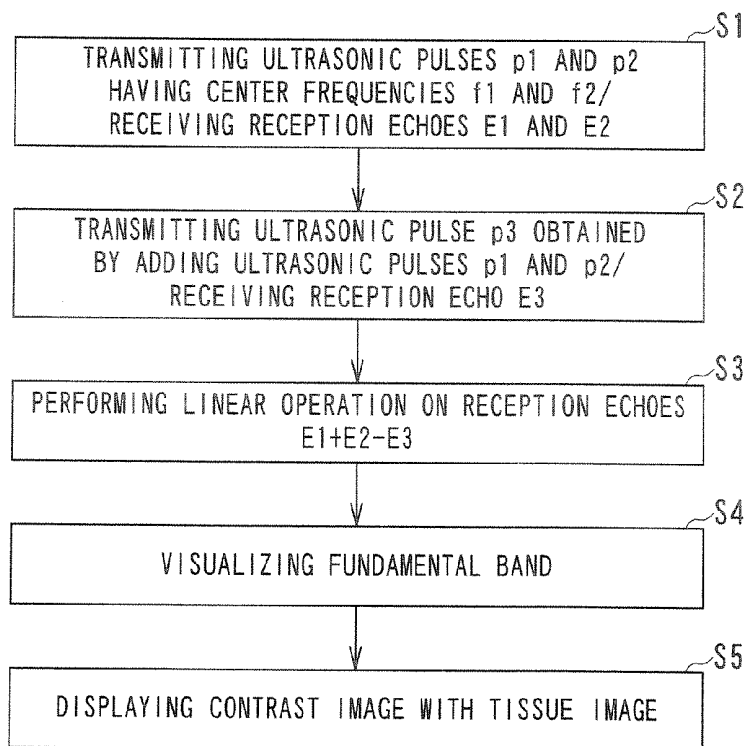 S1
TRANSMITTING ULTRASONIC PULSES p1 AND p2
HAVING CENTER FREQUENCIES f1 AND f2/
RECEIVING RECEPTION ECHOES E1 AND E2
S2
TRANSMITTING ULTRASONIC PULSE p3 OBTAINED
BY ADDING ULTRASONIC PULSES p1 AND p2/
RECEIVING RECEPTION ECHO E3
S3
PERFORMING LINEAR OPERATION ON RECEPTION ECHOES
E1+E2-E3
S4
VISUALIZING FUNDAMENTAL BAND
S5
DISPLAYING CONTRAST IMAGE WITH TISSUE IMAGE